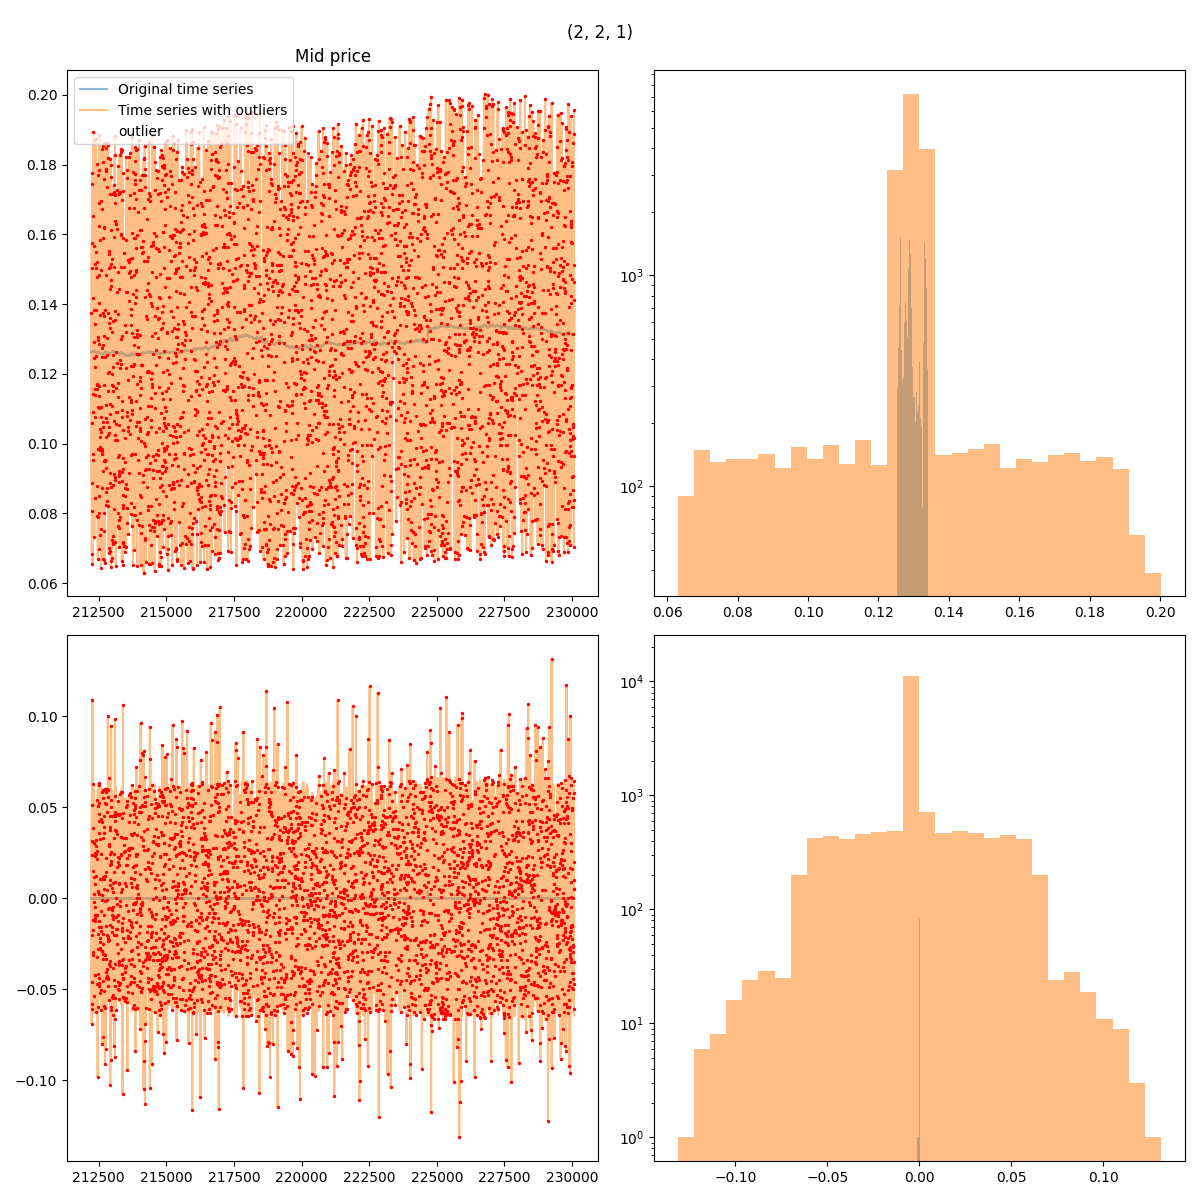 (2, 2, 1)
Mid price
Original time series
Time series with outliers
outlier
0.20
0.18
0.16
0.14
0.12
0.10
0.08
0.06
212500 215000 217500 220000 222500 225000 227500 230000
10³
10²
0.06 0.08 0.10 0.12 0.14 0.16 0.18 0.20
0.10
0.05
0.00
−0.05
−0.10
212500 215000 217500 220000 222500 225000 227500 230000
10⁴
10³
10²
10¹
10⁰
−0.10 −0.05 0.00 0.05 0.10